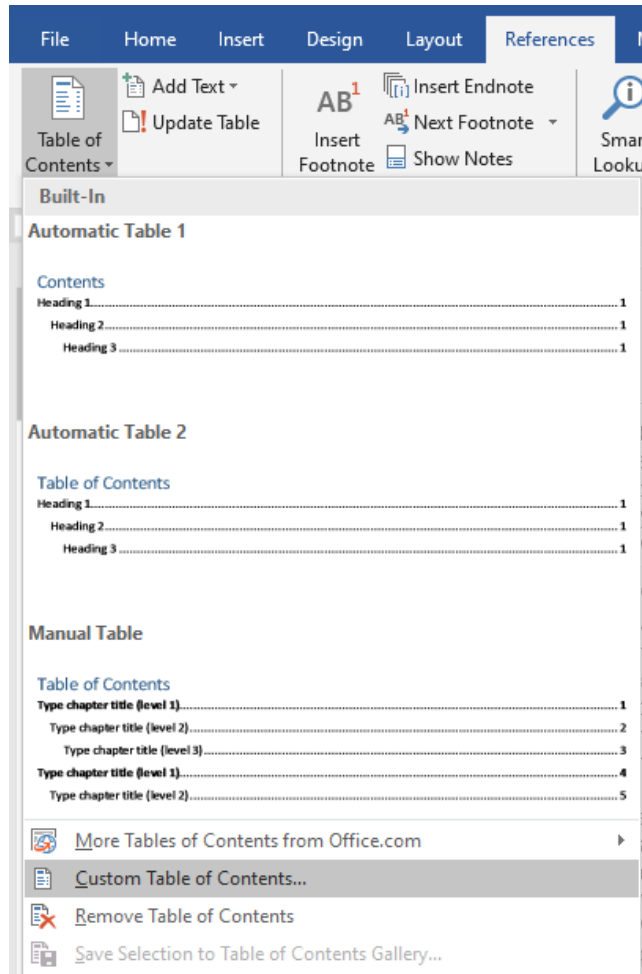 File Home Insert Design Layout References
Add Text
Update Table
Table of
Contents
AB1
Insert
Footnote
[i] Insert Endnote
AB1 Next Footnote
Show Notes
Built-In
Automatic Table 1
Contents
Heading 1 1
Heading 2 1
Heading 3 1
Automatic Table 2
Table of Contents
Heading 1 1
Heading 2 1
Heading 3 1
Manual Table
Table of Contents
Type chapter title (level 1) 1
Type chapter title (level 2) 2
Type chapter title (level 3) 3
Type chapter title (level 1) 4
Type chapter title (level 2) 5
More Tables of Contents from Office.com
Custom Table of Contents...
Remove Table of Contents
Save Selection to Table of Contents Gallery...